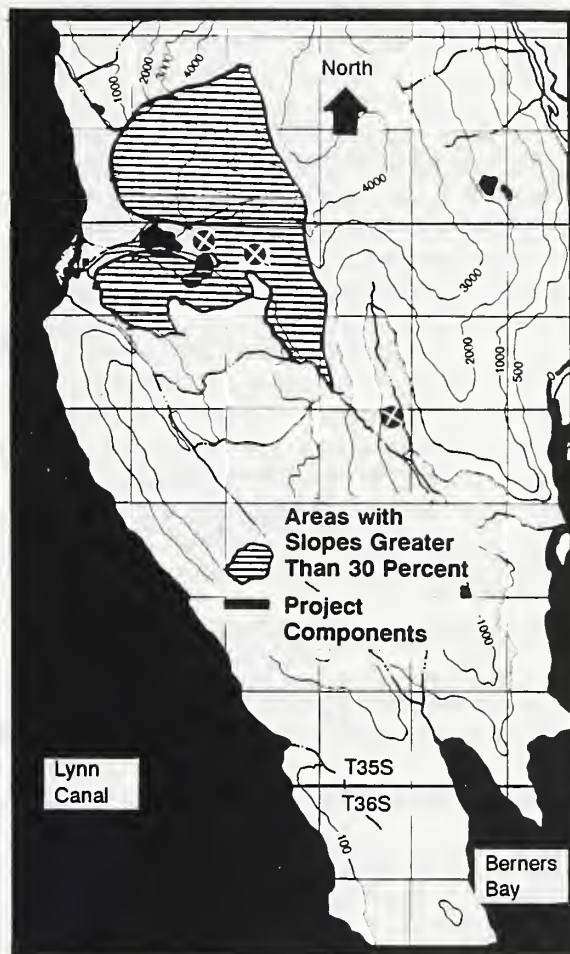 1000
2000
3000
4000
North
4000
3000
2000
1000
500
Areas with
Slopes Greater
Than 30 Percent
Project
Components
1000
T35S
T36S
100
Lynn
Canal
Berners
Bay